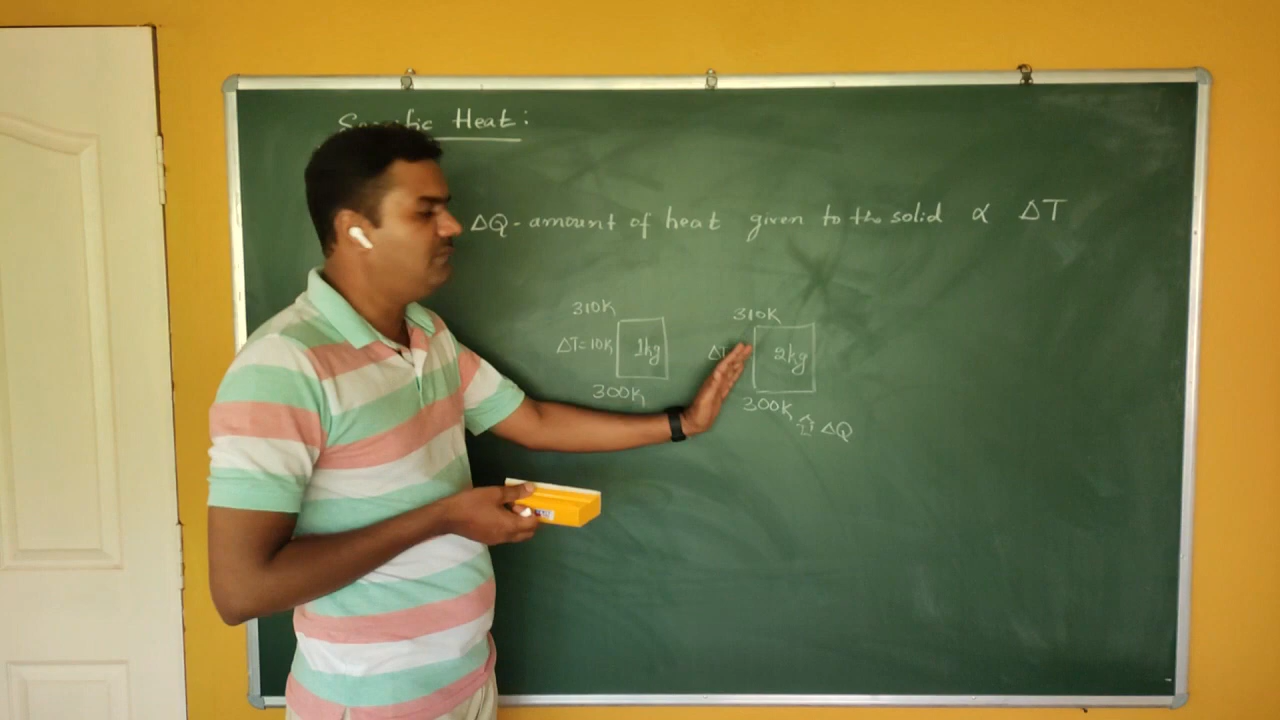 Heat:
ΔQ - amount of heat given to the solid ∝ ΔT
310K
310K
ΔT=10K
1kg
ΔT
2kg
300K
300K
ΔQ